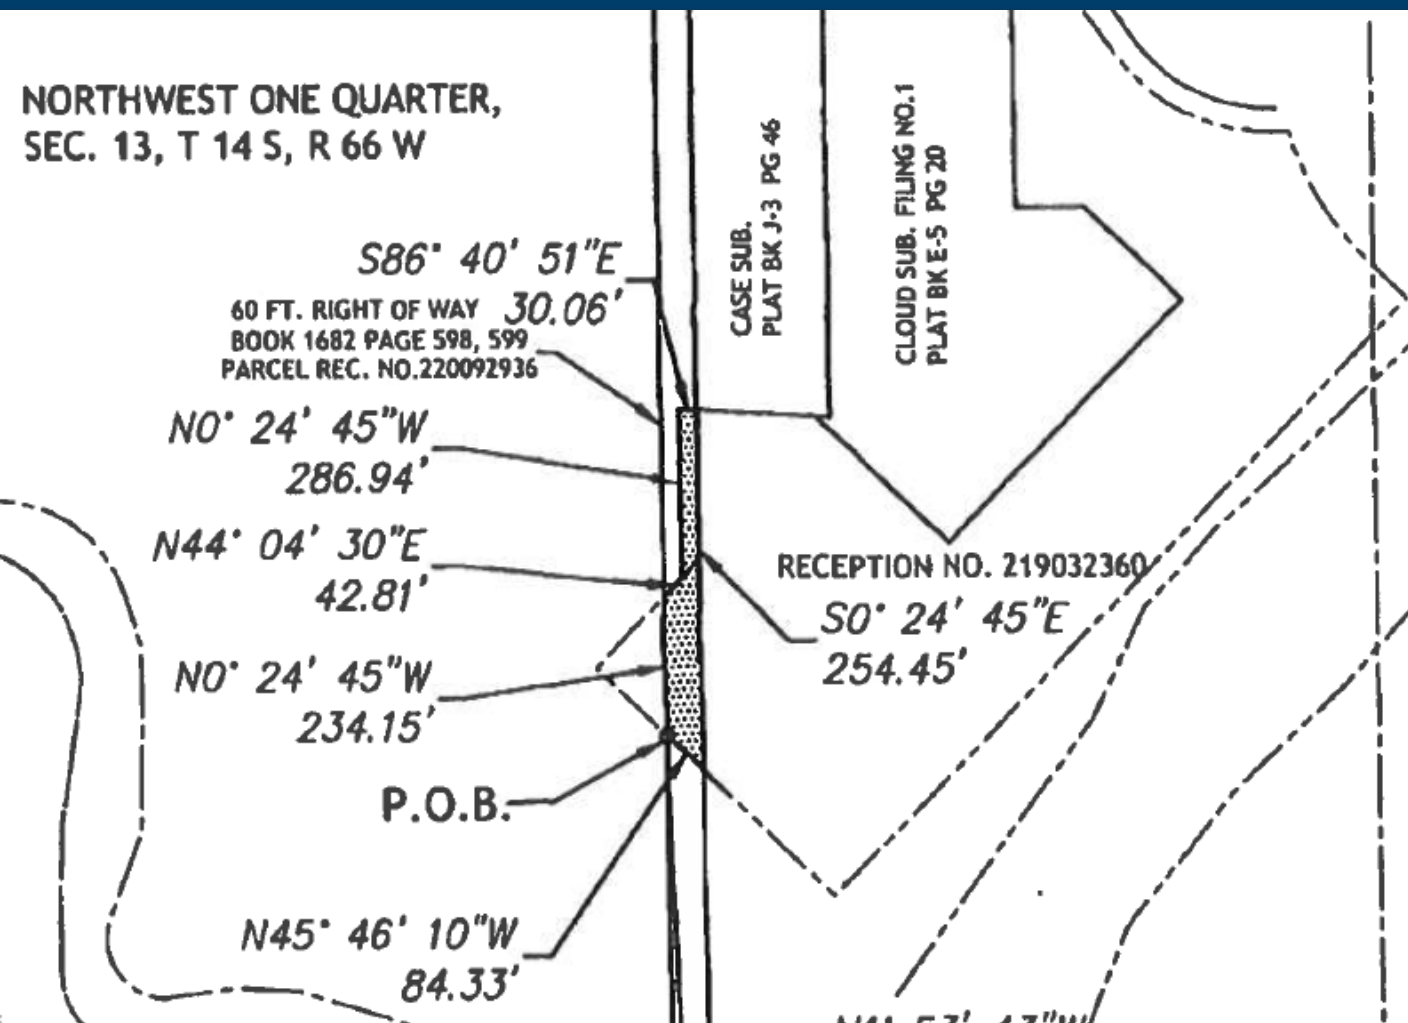 NORTHWEST ONE QUARTER,
SEC. 13, T 14 S, R 66 W
CASE SUB.
PLAT BK J-3 PG 46
CLOUD SUB. FILING NO.1
PLAT BK E-5 PG 20
S86° 40' 51"E
30.06'
60 FT. RIGHT OF WAY
BOOK 1682 PAGE 598, 599
PARCEL REC. NO.220092936
N0° 24' 45"W
286.94'
N44° 04' 30"E
42.81'
RECEPTION NO. 219032360
S0° 24' 45"E
254.45'
N0° 24' 45"W
234.15'
P.O.B.
N45° 46' 10"W
84.33'